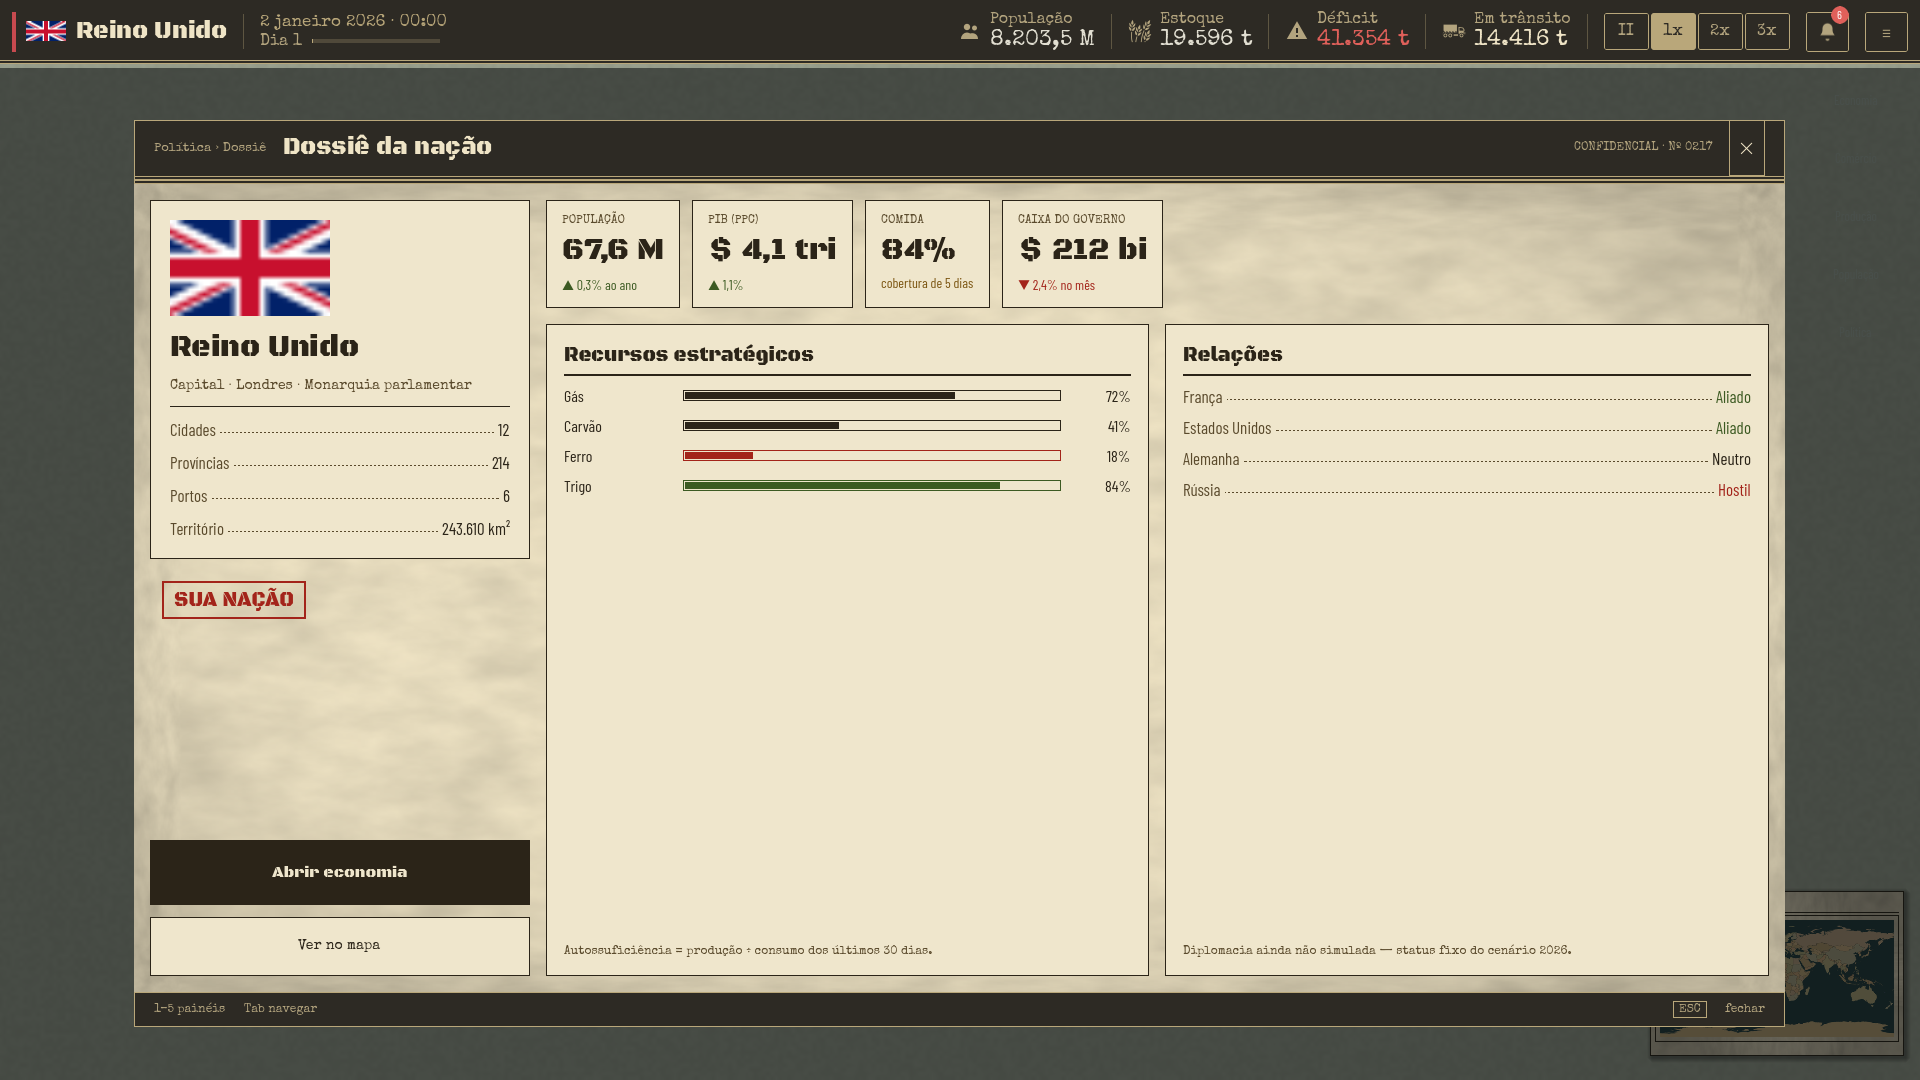 Reino Unido
2 janeiro 2026 · 00:00
Dia 1
População
8.203,5 M
Estoque
19.596 t
Déficit
41.354 t
Em trânsito
14.416 t
II 1x 2x 3x
6
Política › Dossiê Dossiê da nação
CONFIDENCIAL · Nº 0217
Reino Unido
Capital · Londres · Monarquia parlamentar
Cidades 12
Províncias 214
Portos 6
Território 243.610 km²
SUA NAÇÃO
Abrir economia
Ver no mapa
POPULAÇÃO
67,6 M
▲ 0,3% ao ano
PIB (PPC)
$ 4,1 tri
▲ 1,1%
COMIDA
84%
cobertura de 5 dias
CAIXA DO GOVERNO
$ 212 bi
▼ 2,4% no mês
Recursos estratégicos
Gás 72%
Carvão 41%
Ferro 18%
Trigo 84%
Autossuficiência = produção ÷ consumo dos últimos 30 dias.
Relações
França Aliado
Estados Unidos Aliado
Alemanha Neutro
Rússia Hostil
Diplomacia ainda não simulada — status fixo do cenário 2026.
1-5 painéis Tab navegar
ESC fechar